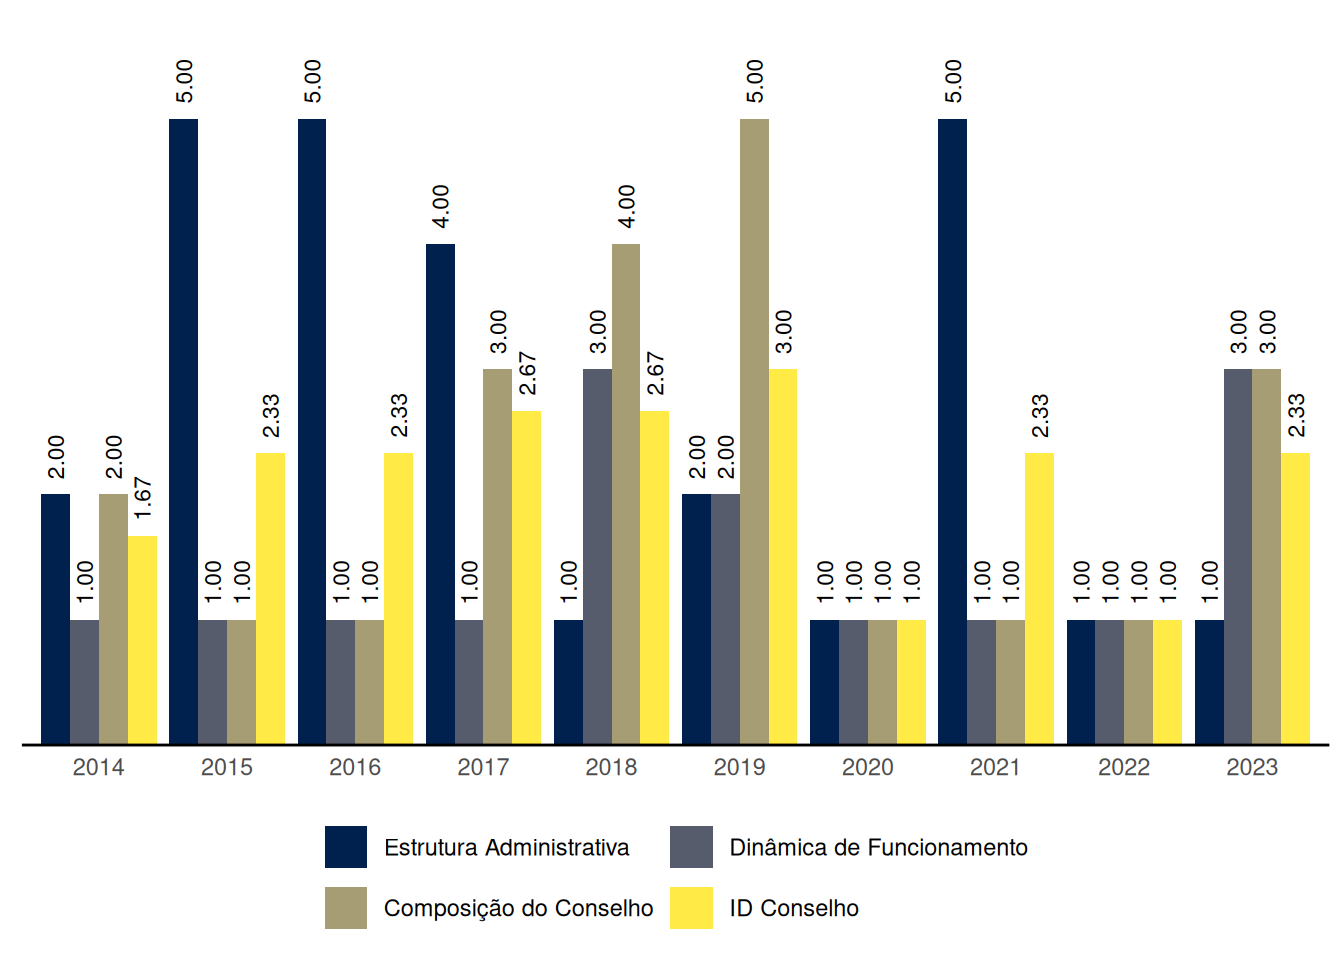 2.00 1.00 2.00 1.67
5.00 1.00 1.00 2.33
5.00 1.00 1.00 2.33
4.00 1.00 3.00 2.67
1.00 3.00 4.00 2.67
2.00 2.00 5.00 3.00
1.00 1.00 1.00 1.00
5.00 1.00 1.00 2.33
1.00 1.00 1.00 1.00
1.00 3.00 3.00 2.33
2014 2015 2016 2017 2018 2019 2020 2021 2022 2023
Estrutura Administrativa Dinâmica de Funcionamento
Composição do Conselho ID Conselho